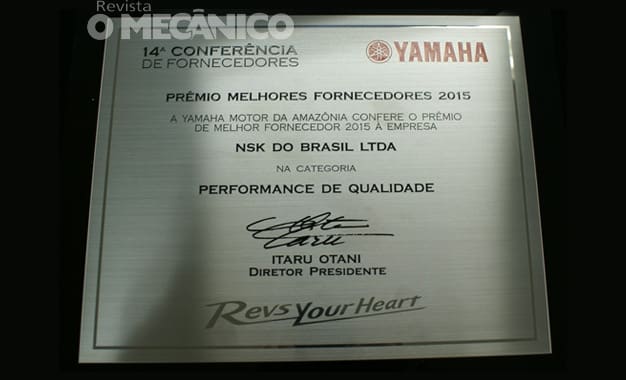 Revista
O MECÂNICO
14ª CONFERÊNCIA
DE FORNECEDORES
YAMAHA
PRÊMIO MELHORES FORNECEDORES 2015
A YAMAHA MOTOR DA AMAZÔNIA CONFERE O PRÊMIO
DE MELHOR FORNECEDOR 2015 À EMPRESA
NSK DO BRASIL LTDA
NA CATEGORIA
PERFORMANCE DE QUALIDADE
ITARU OTANI
DIRETOR PRESIDENTE
Revs Your Heart